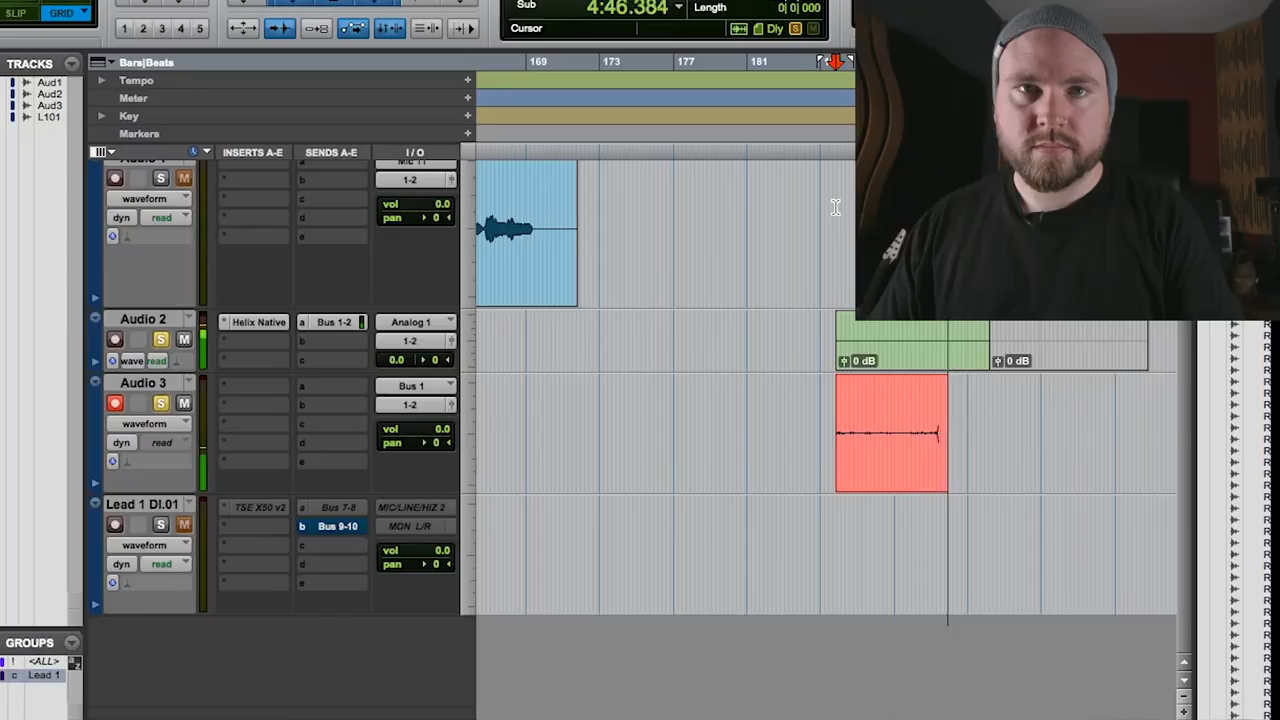 Sub 4:46.384 Length 0|0|000
SLIP GRID
1 2 3 4 5
Cursor Dly S M
TRACKS
Bars|Beats 169 173 177 181
Aud1
Aud2
Aud3
L101
Tempo
Meter
Key
Markers
INSERTS A-E SENDS A-E I / O
S M
b 1-2
waveform c
vol 0.0
dyn read d pan 0
e
Audio 2 Helix Native a Bus 1-2 Analog 1
S M b 1-2
wave read c 0.0 0
0 dB 0 dB
Audio 3 a Bus 1
S M b 1-2
waveform c vol 0.0
dyn read d pan 0
e
Lead 1 DI.01 TSE X50 v2 a Bus 7-8 MIC/LINE/HIZ 2
S M b Bus 9-10 MON L/R
waveform c vol 0.0
dyn read d pan 0
e
GROUPS
! <ALL>
c Lead 1